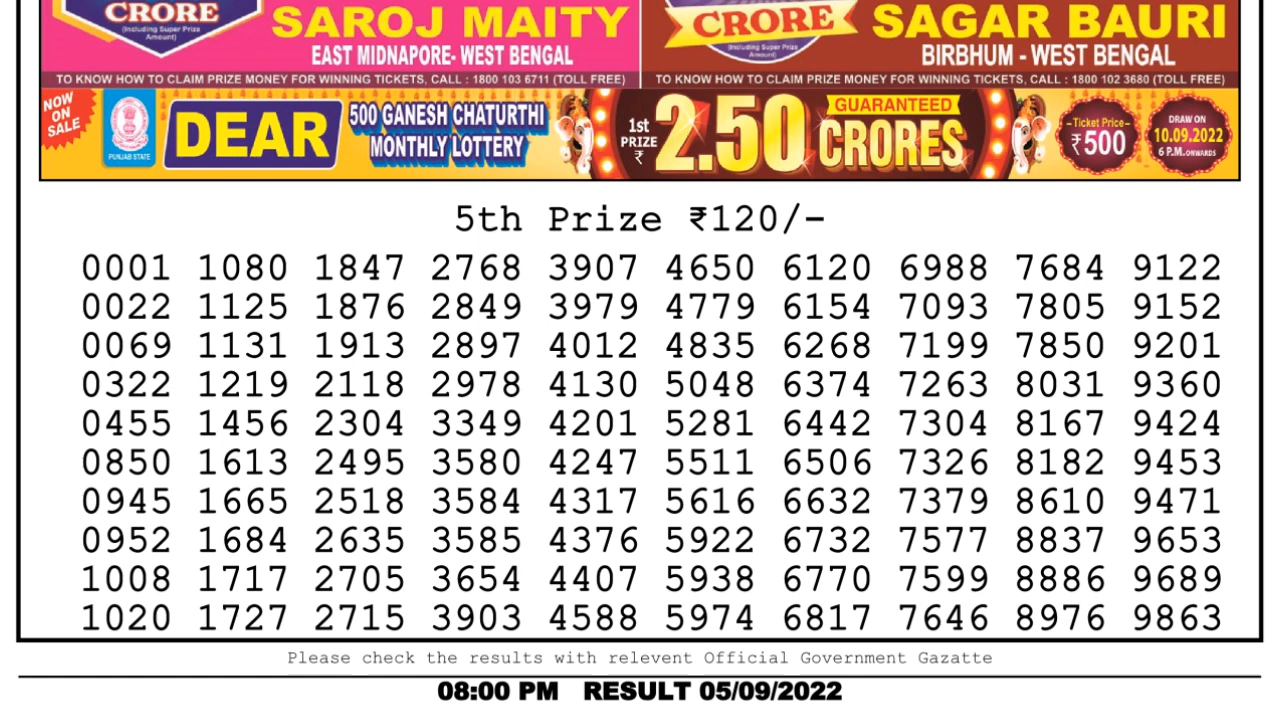 CRORE
(Including Super Prize
Amount)
SAROJ MAITY
EAST MIDNAPORE- WEST BENGAL
TO KNOW HOW TO CLAIM PRIZE MONEY FOR WINNING TICKETS, CALL : 1800 103 6711 (TOLL FREE)
CRORE
(Including Super Prize
Amount)
SAGAR BAURI
BIRBHUM - WEST BENGAL
TO KNOW HOW TO CLAIM PRIZE MONEY FOR WINNING TICKETS, CALL : 1800 102 3680 (TOLL FREE)
NOW
ON
SALE
PUNJAB STATE
DEAR
500 GANESH CHATURTHI
MONTHLY LOTTERY
1st
PRIZE
₹
2.50
GUARANTEED
CRORES
-Ticket Price-
₹500
DRAW ON
10.09.2022
6 P.M. ONWARDS
5th Prize ₹120/-
0001 1080 1847 2768 3907 4650 6120 6988 7684 9122
0022 1125 1876 2849 3979 4779 6154 7093 7805 9152
0069 1131 1913 2897 4012 4835 6268 7199 7850 9201
0322 1219 2118 2978 4130 5048 6374 7263 8031 9360
0455 1456 2304 3349 4201 5281 6442 7304 8167 9424
0850 1613 2495 3580 4247 5511 6506 7326 8182 9453
0945 1665 2518 3584 4317 5616 6632 7379 8610 9471
0952 1684 2635 3585 4376 5922 6732 7577 8837 9653
1008 1717 2705 3654 4407 5938 6770 7599 8886 9689
1020 1727 2715 3903 4588 5974 6817 7646 8976 9863
Please check the results with relevent Official Government Gazatte
08:00 PM RESULT 05/09/2022